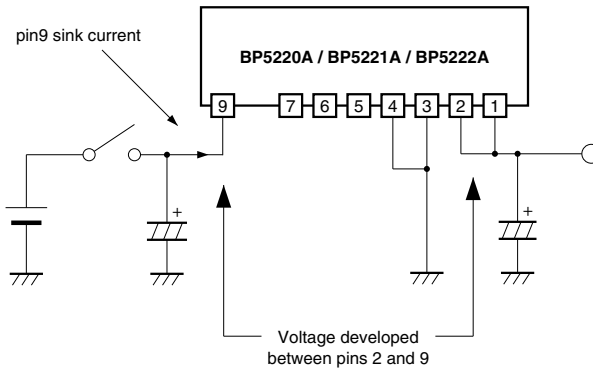 pin9 sink current
BP5220A / BP5221A / BP5222A
9 7 6 5 4 3 2 1
+
+
Voltage developed
between pins 2 and 9